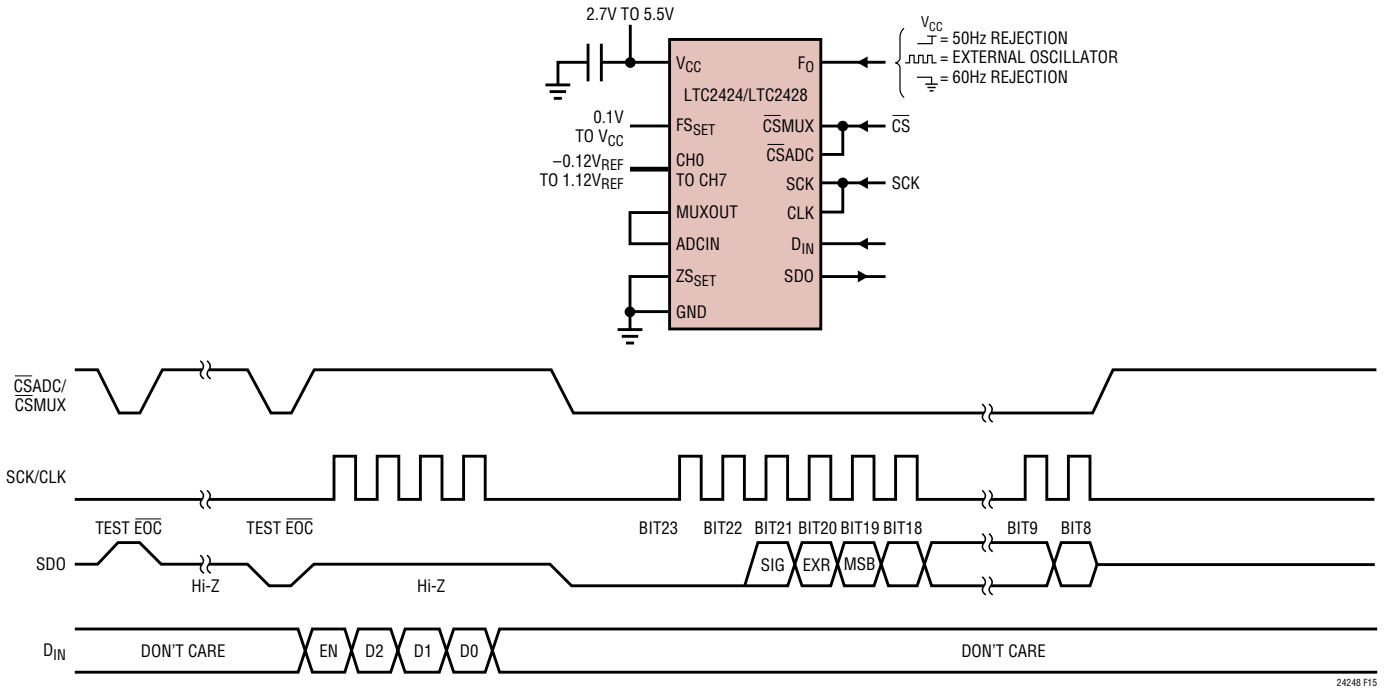 2.7V TO 5.5V
VCC
LTC2424/LTC2428
FSSET
0.1V
TO VCC
CH0
TO CH7
–0.12VREF
TO 1.12VREF
MUXOUT
ADCIN
ZSSET
GND
FO
CSMUX
CSADC
SCK
CLK
DIN
SDO
VCC
= 50Hz REJECTION
= EXTERNAL OSCILLATOR
= 60Hz REJECTION
CS
SCK
CSADC/
CSMUX
SCK/CLK
TEST EOC
TEST EOC
BIT23 BIT22 BIT21 BIT20 BIT19 BIT18 BIT9 BIT8
SDO
Hi-Z
Hi-Z
SIG EXR MSB
DIN
DON'T CARE
EN D2 D1 D0
DON'T CARE
24248 F15